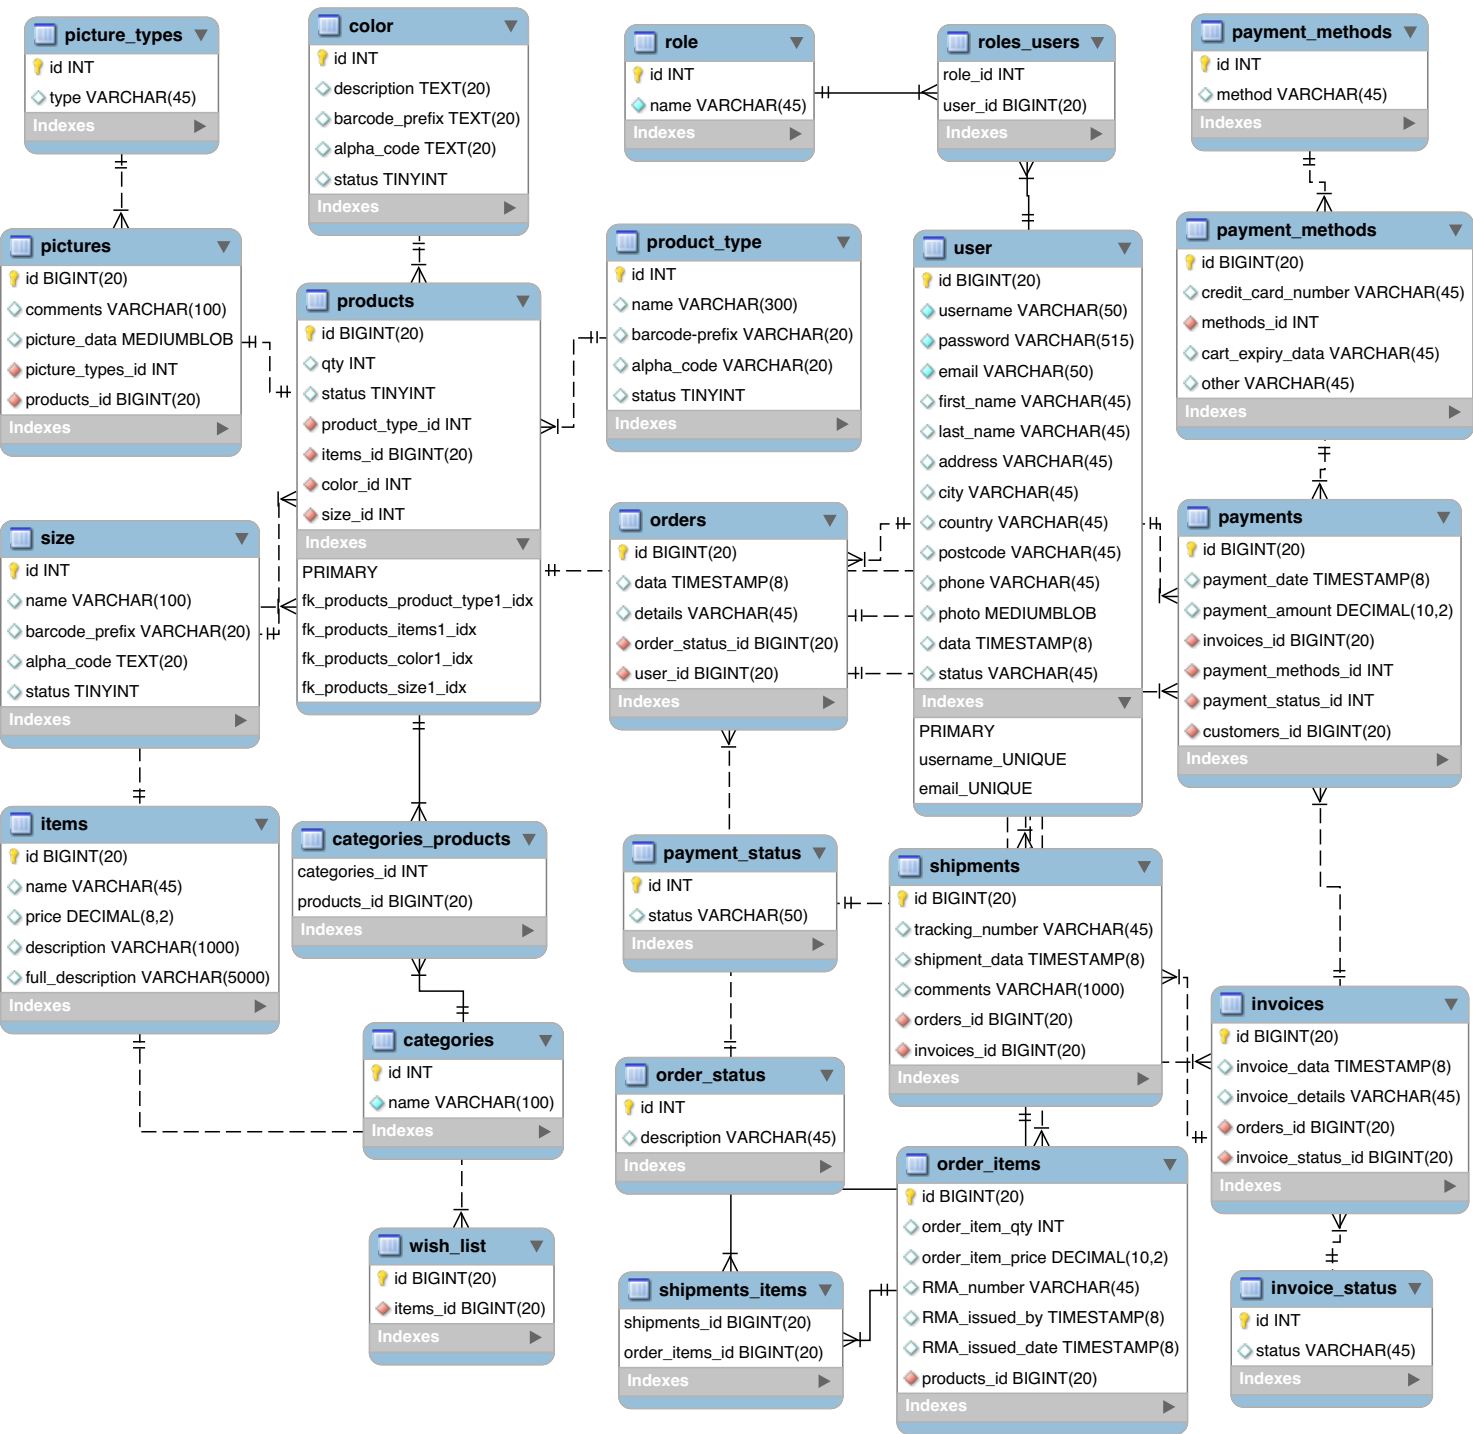 picture_types
id INT
type VARCHAR(45)
Indexes
color
id INT
description TEXT(20)
barcode_prefix TEXT(20)
alpha_code TEXT(20)
status TINYINT
Indexes
role
id INT
name VARCHAR(45)
Indexes
roles_users
role_id INT
user_id BIGINT(20)
Indexes
payment_methods
id INT
method VARCHAR(45)
Indexes
pictures
id BIGINT(20)
comments VARCHAR(100)
picture_data MEDIUMBLOB
picture_types_id INT
products_id BIGINT(20)
Indexes
products
id BIGINT(20)
qty INT
status TINYINT
product_type_id INT
items_id BIGINT(20)
color_id INT
size_id INT
Indexes
PRIMARY
fk_products_product_type1_idx
fk_products_items1_idx
fk_products_color1_idx
fk_products_size1_idx
product_type
id INT
name VARCHAR(300)
barcode-prefix VARCHAR(20)
alpha_code VARCHAR(20)
status TINYINT
Indexes
user
id BIGINT(20)
username VARCHAR(50)
password VARCHAR(515)
email VARCHAR(50)
first_name VARCHAR(45)
last_name VARCHAR(45)
address VARCHAR(45)
city VARCHAR(45)
country VARCHAR(45)
postcode VARCHAR(45)
phone VARCHAR(45)
photo MEDIUMBLOB
data TIMESTAMP(8)
status VARCHAR(45)
Indexes
PRIMARY
username_UNIQUE
email_UNIQUE
payment_methods
id BIGINT(20)
credit_card_number VARCHAR(45)
methods_id INT
cart_expiry_data VARCHAR(45)
other VARCHAR(45)
Indexes
size
id INT
name VARCHAR(100)
barcode_prefix VARCHAR(20)
alpha_code TEXT(20)
status TINYINT
Indexes
orders
id BIGINT(20)
data TIMESTAMP(8)
details VARCHAR(45)
order_status_id BIGINT(20)
user_id BIGINT(20)
Indexes
payments
id BIGINT(20)
payment_date TIMESTAMP(8)
payment_amount DECIMAL(10,2)
invoices_id BIGINT(20)
payment_methods_id INT
payment_status_id INT
customers_id BIGINT(20)
Indexes
items
id BIGINT(20)
name VARCHAR(45)
price DECIMAL(8,2)
description VARCHAR(1000)
full_description VARCHAR(5000)
Indexes
categories_products
categories_id INT
products_id BIGINT(20)
Indexes
payment_status
id INT
status VARCHAR(50)
Indexes
shipments
id BIGINT(20)
tracking_number VARCHAR(45)
shipment_data TIMESTAMP(8)
comments VARCHAR(1000)
orders_id BIGINT(20)
invoices_id BIGINT(20)
Indexes
invoices
id BIGINT(20)
invoice_data TIMESTAMP(8)
invoice_details VARCHAR(45)
orders_id BIGINT(20)
invoice_status_id BIGINT(20)
Indexes
categories
id INT
name VARCHAR(100)
Indexes
order_status
id INT
description VARCHAR(45)
Indexes
order_items
id BIGINT(20)
order_item_qty INT
order_item_price DECIMAL(10,2)
RMA_number VARCHAR(45)
RMA_issued_by TIMESTAMP(8)
RMA_issued_date TIMESTAMP(8)
products_id BIGINT(20)
Indexes
wish_list
id BIGINT(20)
items_id BIGINT(20)
Indexes
shipments_items
shipments_id BIGINT(20)
order_items_id BIGINT(20)
Indexes
invoice_status
id INT
status VARCHAR(45)
Indexes